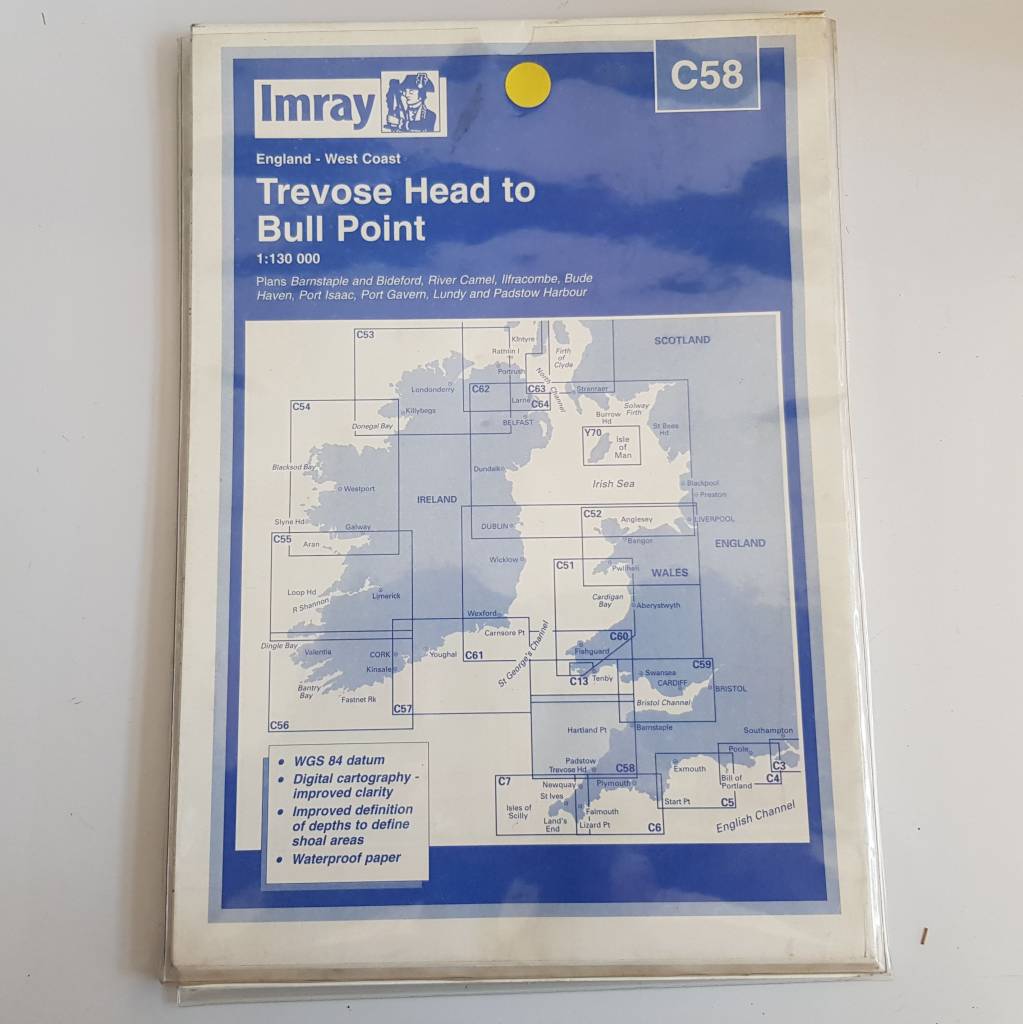 Imray
C58
England - West Coast
Trevose Head to
Bull Point
1:130 000
Plans Barnstaple and Bideford, River Camel, Ilfracombe, Bude
Haven, Port Isaac, Port Gavern, Lundy and Padstow Harbour
C53
Kintyre
Rathlin I
Firth
of
Clyde
SCOTLAND
Portrush
North Channel
Londonderry
C62
C63
Stranraer
Larne
C64
C54
Killybegs
Solway
Firth
Burrow
Hd
Donegal Bay
BELFAST
St Bees
Hd
Y70
Isle
of
Man
Blacksod Bay
Dundalk
Westport
Irish Sea
Blackpool
Preston
IRELAND
C52
Slyne Hd
Galway
DUBLIN
Anglesey
LIVERPOOL
C55
Aran
Bangor
ENGLAND
Wicklow
C51
Pwllheli
WALES
Loop Hd
R Shannon
Limerick
Cardigan
Bay
Aberystwyth
Wexford
Carnsore Pt
St George's Channel
C60
Dingle Bay
Valentia
CORK
Youghal
C61
Fishguard
Kinsale
C13
Tenby
Swansea
C59
CARDIFF
BRISTOL
Bantry
Bay
Fastnet Rk
C57
Bristol Channel
C56
Hartland Pt
Barnstaple
Southampton
Padstow
Trevose Hd
C58
Exmouth
Poole
C3
C7
Newquay
Plymouth
Bill of
Portland
C4
St Ives
Start Pt
C5
Isles of
Scilly
Falmouth
Land's
End
Lizard Pt
C6
English Channel
• WGS 84 datum
• Digital cartography -
improved clarity
• Improved definition
of depths to define
shoal areas
• Waterproof paper